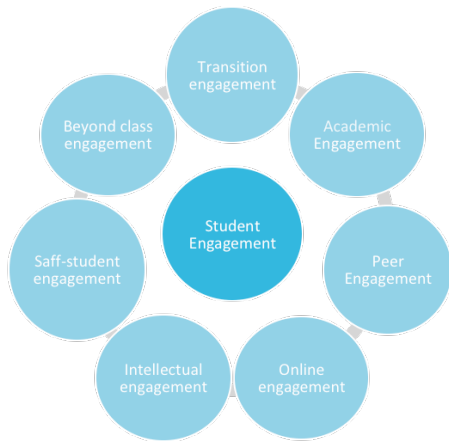 Transition
engagement
Academic
Engagement
Peer
Engagement
Online
engagement
Intellectual
engagement
Saff-student
engagement
Beyond class
engagement
Student
Engagement